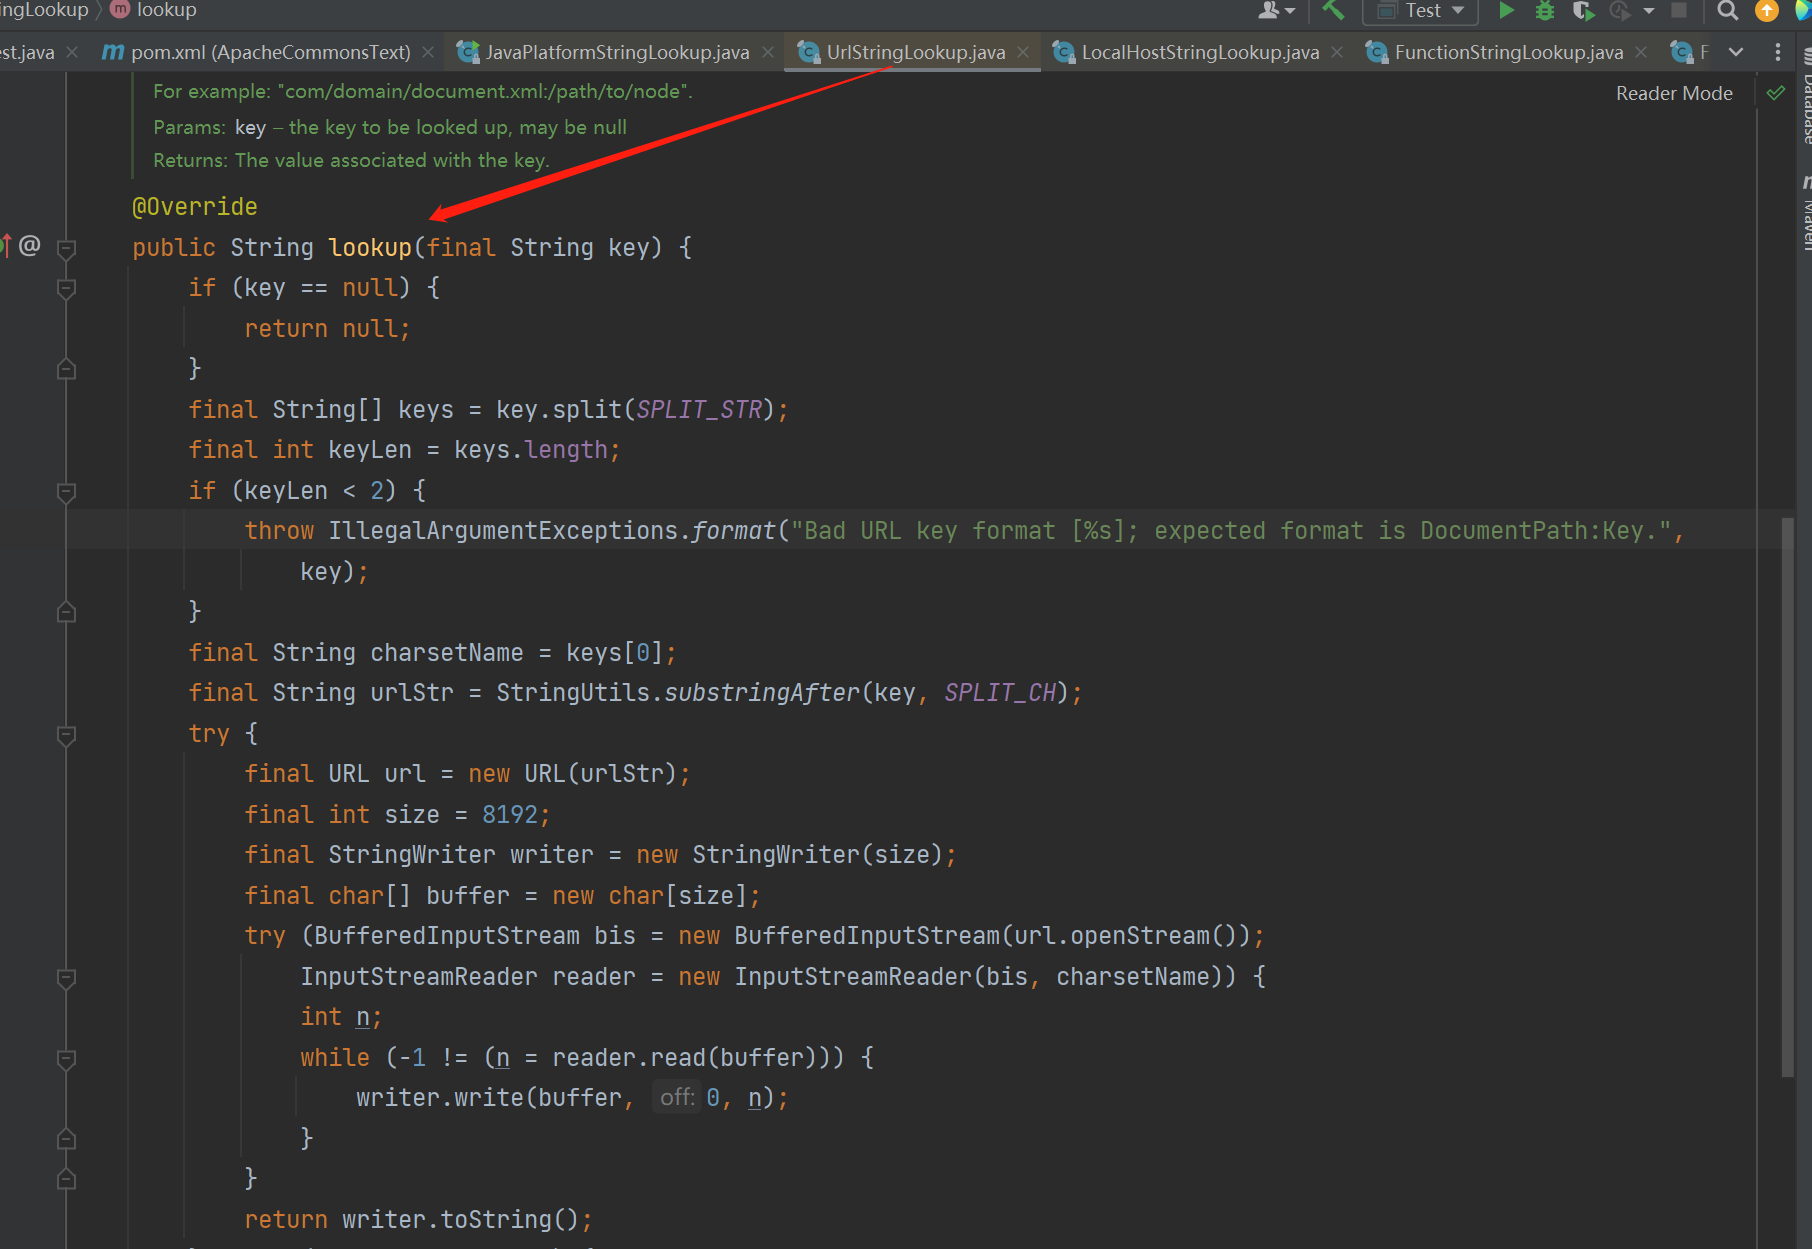 ingLookup m lookup
Test
st.java m pom.xml (ApacheCommonsText) JavaPlatformStringLookup.java UrlStringLookup.java LocalHostStringLookup.java FunctionStringLookup.java F
For example: "com/domain/document.xml:/path/to/node".
Reader Mode
Database
Params: key – the key to be looked up, may be null
Returns: The value associated with the key.
Maven
@Override
@
public String lookup(final String key) {
if (key == null) {
return null;
}
final String[] keys = key.split(SPLIT_STR);
final int keyLen = keys.length;
if (keyLen < 2) {
throw IllegalArgumentExceptions.format("Bad URL key format [%s]; expected format is DocumentPath:Key.",
key);
}
final String charsetName = keys[0];
final String urlStr = StringUtils.substringAfter(key, SPLIT_CH);
try {
final URL url = new URL(urlStr);
final int size = 8192;
final StringWriter writer = new StringWriter(size);
final char[] buffer = new char[size];
try (BufferedInputStream bis = new BufferedInputStream(url.openStream());
InputStreamReader reader = new InputStreamReader(bis, charsetName)) {
int n;
while (-1 != (n = reader.read(buffer))) {
writer.write(buffer, off: 0, n);
}
}
return writer.toString();